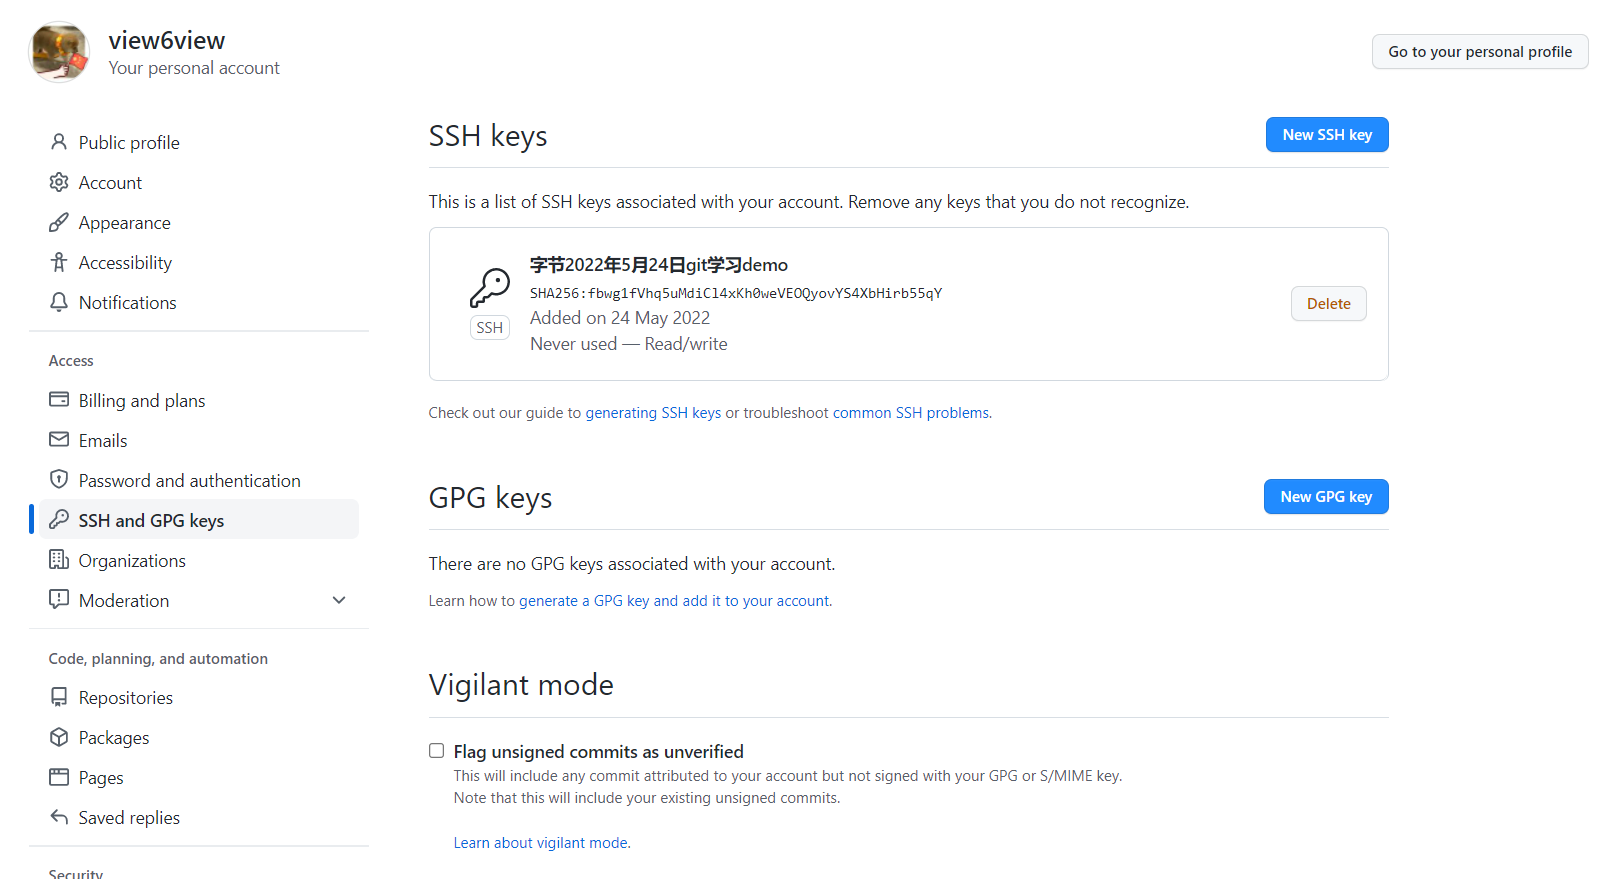 view6view
Your personal account
Go to your personal profile
Public profile
Account
Appearance
Accessibility
Notifications
Access
Billing and plans
Emails
Password and authentication
SSH and GPG keys
Organizations
Moderation
Code, planning, and automation
Repositories
Packages
Pages
Saved replies
Security
SSH keys
New SSH key
This is a list of SSH keys associated with your account. Remove any keys that you do not recognize.
字节2022年5月24日git学习demo
SHA256:fbwg1fVhq5uMdiCl4xKh0weVEOQyovYS4XbHirb55qY
SSH
Added on 24 May 2022
Never used — Read/write
Delete
Check out our guide to generating SSH keys or troubleshoot common SSH problems.
GPG keys
New GPG key
There are no GPG keys associated with your account.
Learn how to generate a GPG key and add it to your account.
Vigilant mode
Flag unsigned commits as unverified
This will include any commit attributed to your account but not signed with your GPG or S/MIME key.
Note that this will include your existing unsigned commits.
Learn about vigilant mode.